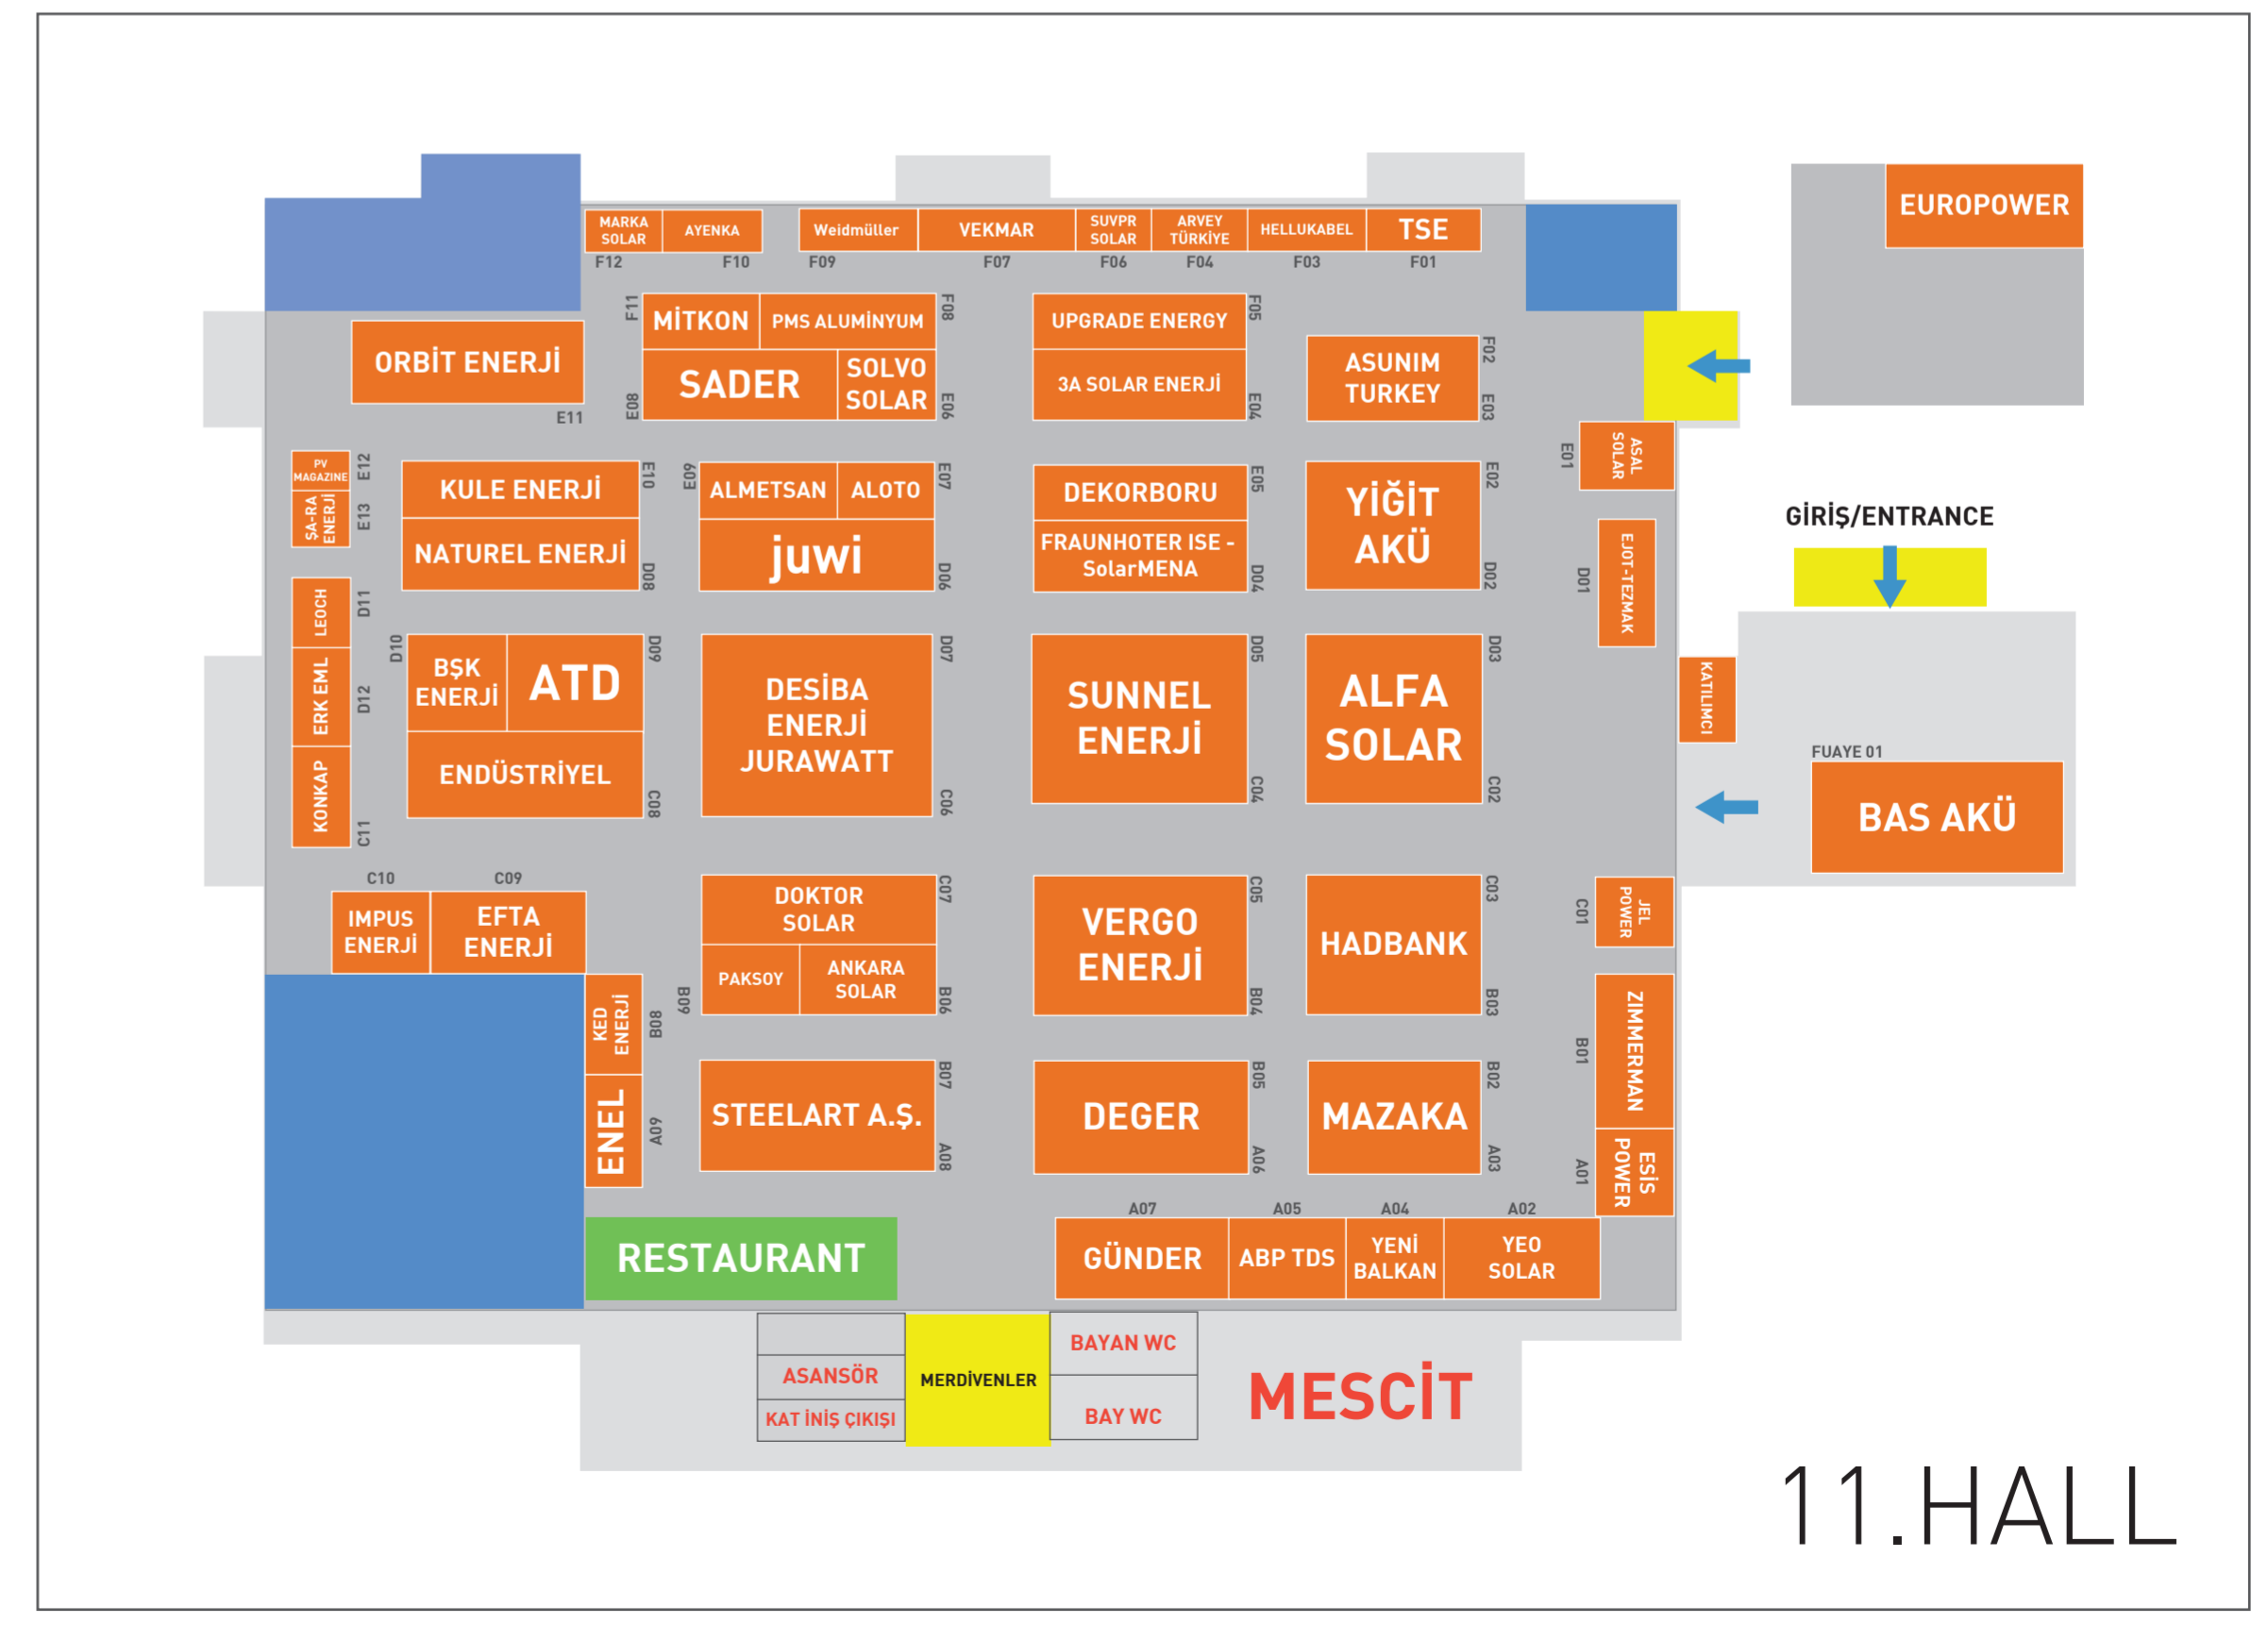 EUROPOWER
MARKA
SOLAR
AYENKA
Weidmüller
VEKMAR
SUVPR
SOLAR
ARVEY
TÜRKİYE
HELLUKABEL
TSE
F12
F10
F09
F07
F06
F04
F03
F01
F11
MİTKON
PMS ALUMİNYUM
F08
UPGRADE ENERGY
F05
ORBİT ENERJİ
E11
SADER
SOLVO
SOLAR
E08
E06
3A SOLAR ENERJİ
E04
ASUNIM
TURKEY
F02
E03
E01
ASAL
SOLAR
PV
MAGAZINE
E12
ŞA-RA
ENERJİ
E13
KULE ENERJİ
E10
NATUREL ENERJİ
D08
E09
ALMETSAN
ALOTO
E07
juwi
D06
DEKORBORU
E05
FRAUNHOTER ISE -
SolarMENA
D04
YİĞİT
AKÜ
E02
D02
D01
EJOT-TEZMAK
GİRİŞ/ENTRANCE
LEOCH
D11
ERK EML
D12
KONKAP
C11
D10
BŞK
ENERJİ
ATD
D09
ENDÜSTRİYEL
C08
DESİBA
ENERJİ
JURAWATT
D07
C06
SUNNEL
ENERJİ
D05
C04
ALFA
SOLAR
D03
C02
KATILIMCI
FUAYE 01
BAS AKÜ
C10
C09
IMPUS
ENERJİ
EFTA
ENERJİ
DOKTOR
SOLAR
C07
PAKSOY
ANKARA
SOLAR
B09
B06
VERGO
ENERJİ
C05
B04
HADBANK
C03
B03
C01
JEL
POWER
KED
ENERJİ
B08
ENEL
A09
STEELART A.Ş.
B07
A08
DEGER
B05
A06
MAZAKA
B02
A03
B01
ZIMMERMAN
A01
ESİS
POWER
A07
A05
A04
A02
RESTAURANT
GÜNDER
ABP TDS
YENİ
BALKAN
YEO
SOLAR
ASANSÖR
KAT İNİŞ ÇIKIŞI
MERDİVENLER
BAYAN WC
BAY WC
MESCİT
11.HALL